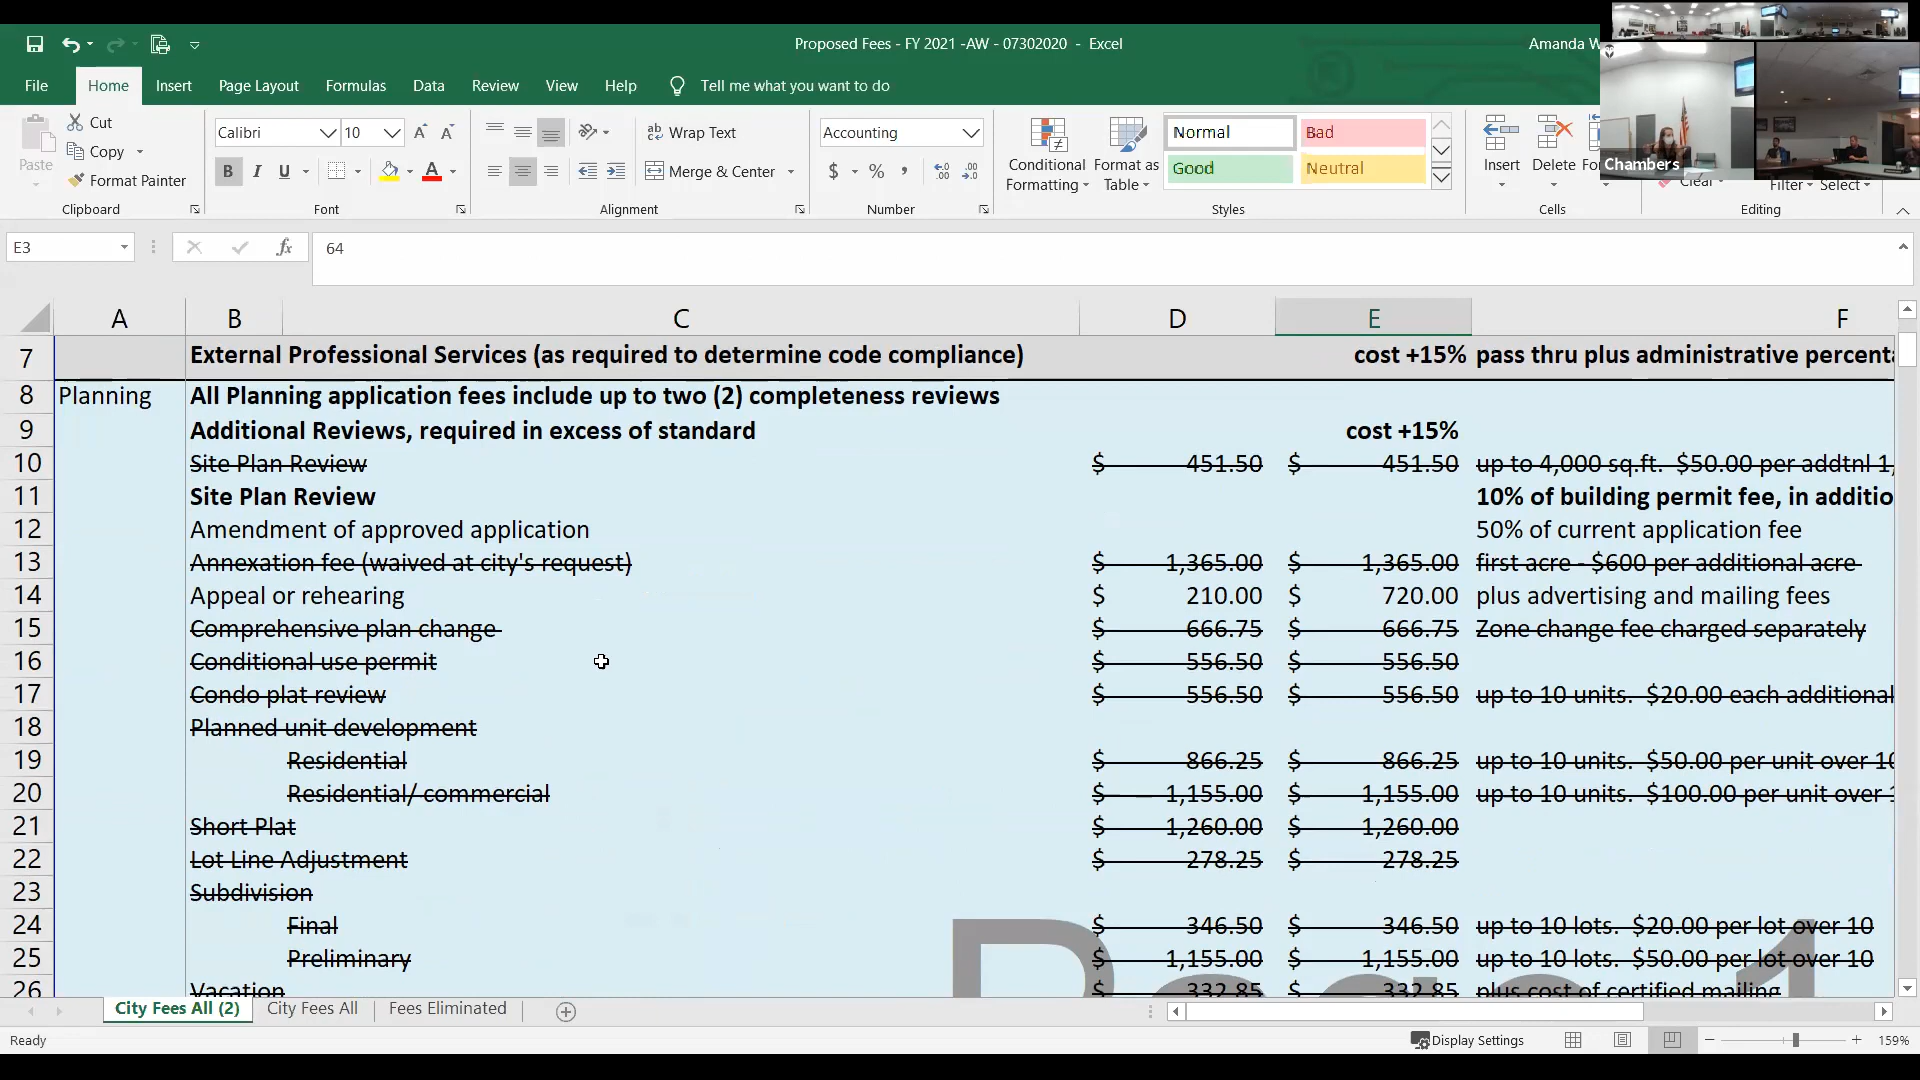 Proposed Fees - FY 2021 -AW - 07302020 - Excel
Amanda W
File Home Insert Page Layout Formulas Data Review View Help Tell me what you want to do
Paste
Cut
Copy
Format Painter
Clipboard
Calibri 10
B I U
Font
Wrap Text
Merge & Center
Alignment
Accounting
$ % ,
Number
Conditional Formatting
Format as Table
Normal Bad
Good Neutral
Styles
Insert Delete
Cells
Clear
Filter Select
Editing
Chambers
E3 fx 64
A B C D E F
7 External Professional Services (as required to determine code compliance) cost +15% pass thru plus administrative percenta
8 Planning All Planning application fees include up to two (2) completeness reviews
9 Additional Reviews, required in excess of standard cost +15%
10 Site Plan Review $ 451.50 $ 451.50 up to 4,000 sq.ft. $50.00 per addtnl 1,
11 Site Plan Review 10% of building permit fee, in additio
12 Amendment of approved application 50% of current application fee
13 Annexation fee (waived at city's request) $ 1,365.00 $ 1,365.00 first acre - $600 per additional acre
14 Appeal or rehearing $ 210.00 $ 720.00 plus advertising and mailing fees
15 Comprehensive plan change $ 666.75 $ 666.75 Zone change fee charged separately
16 Conditional use permit $ 556.50 $ 556.50
17 Condo plat review $ 556.50 $ 556.50 up to 10 units. $20.00 each additional
18 Planned unit development
19 Residential $ 866.25 $ 866.25 up to 10 units. $50.00 per unit over 10
20 Residential/ commercial $ 1,155.00 $ 1,155.00 up to 10 units. $100.00 per unit over 1
21 Short Plat $ 1,260.00 $ 1,260.00
22 Lot Line Adjustment $ 278.25 $ 278.25
23 Subdivision
24 Final $ 346.50 $ 346.50 up to 10 lots. $20.00 per lot over 10
25 Preliminary $ 1,155.00 $ 1,155.00 up to 10 lots. $50.00 per lot over 10
26 Vacation $ 332.85 $ 332.85 plus cost of certified mailing
City Fees All (2) City Fees All Fees Eliminated
Ready Display Settings 159%